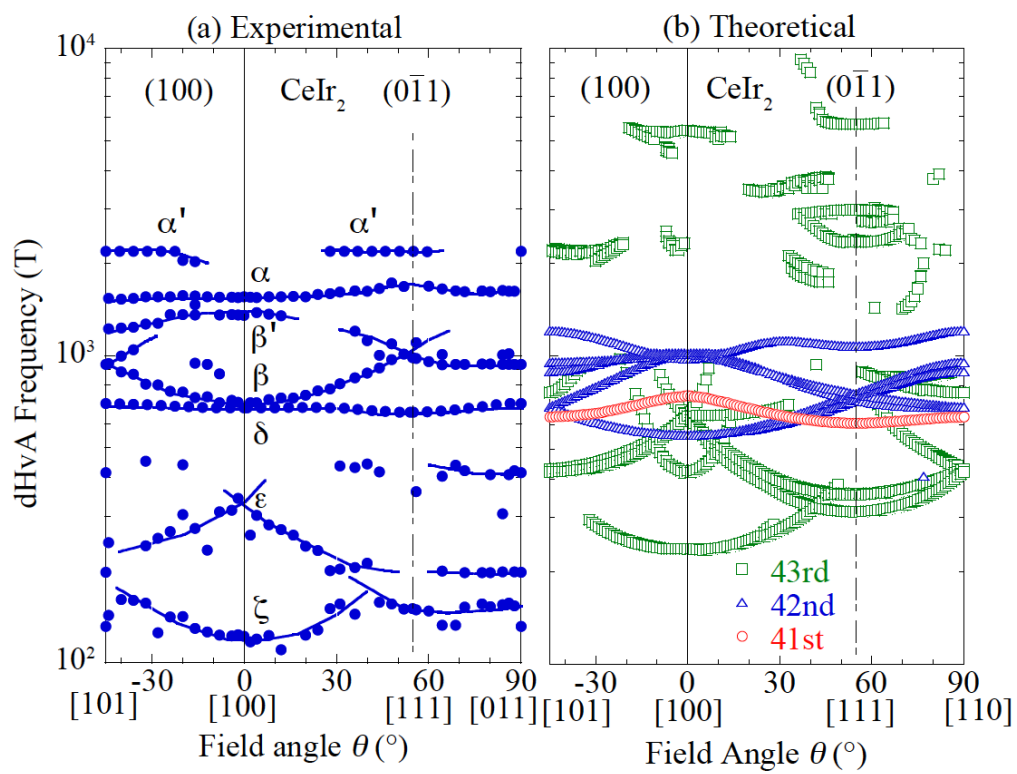 (a) Experimental
10⁴
(100) CeIr₂ (01̅1)
α' α'
α
β'
10³
β
δ
ε
ζ
10²
dHvA Frequency (T)
-30 0 30 60 90
[101] [100] [111] [011]
Field angle θ (°)
(b) Theoretical
(100) CeIr₂ (01̅1)
43rd
42nd
41st
-30 0 30 60 90
[101] [100] [111] [110]
Field Angle θ (°)